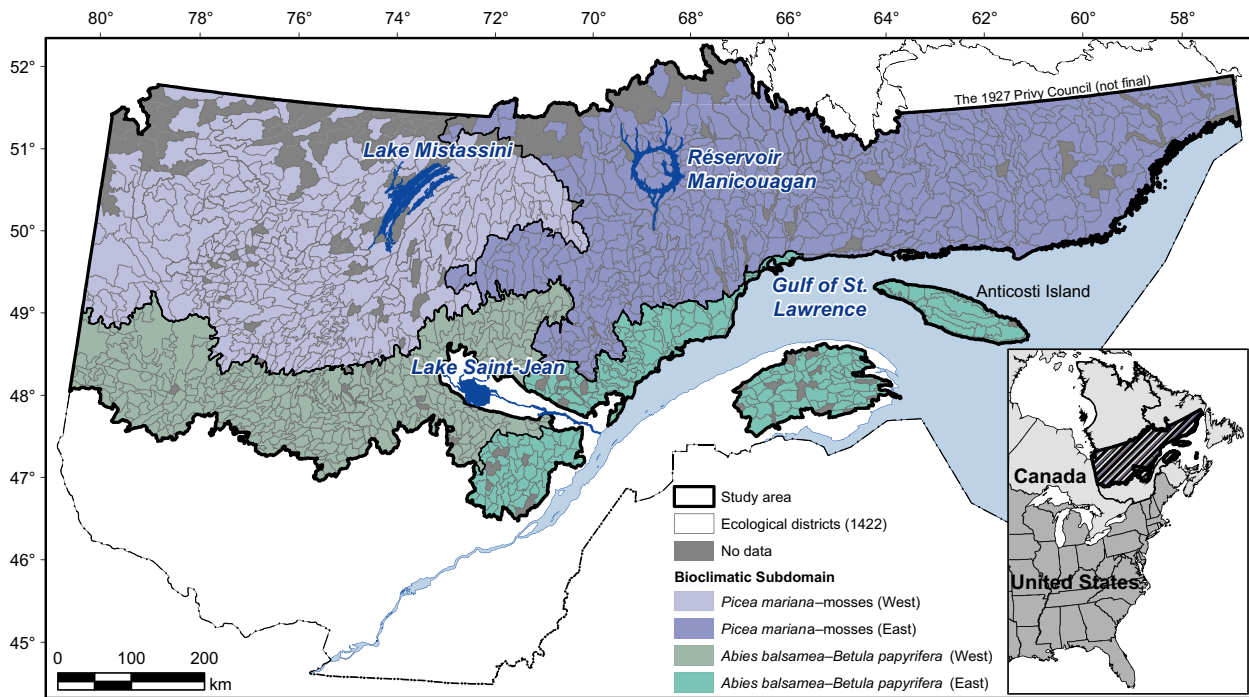 80° 78° 76° 74° 72° 70° 68° 66° 64° 62° 60° 58°
52°
The 1927 Privy Council (not final)
51°
Lake Mistassini
Réservoir
Manicouagan
50°
Gulf of St.
Lawrence
Anticosti Island
49°
Lake Saint-Jean
48°
47°
46°
45°
0 100 200
km
Study area
Ecological districts (1422)
No data
Bioclimatic Subdomain
Picea mariana–mosses (West)
Picea mariana–mosses (East)
Abies balsamea–Betula papyrifera (West)
Abies balsamea–Betula papyrifera (East)
Canada
United States